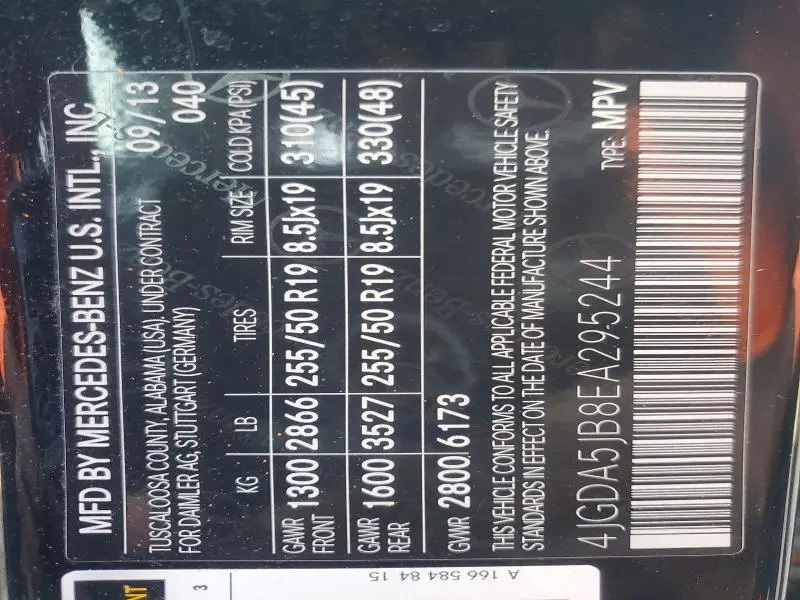 MFD BY MERCEDES-BENZ U.S. INTL., INC
TUSCALOOSA COUNTY, ALABAMA (USA), UNDER CONTRACT 09/13
FOR DAIMLER AG, STUTTGART (GERMANY) 040
KG LB TIRES RIM SIZE COLD KPA (PSI)
GAWR FRONT 1300 2866 255/50 R19 8.5Jx19 310(45)
GAWR REAR 1600 3527 255/50 R19 8.5Jx19 330(48)
GVWR 2800 6173
THIS VEHICLE CONFORMS TO ALL APPLICABLE FEDERAL MOTOR VEHICLE SAFETY
STANDARDS IN EFFECT ON THE DATE OF MANUFACTURE SHOWN ABOVE.
4JGDA5JB8EA295244 TYPE: MPV
A 166 584 84 15
3